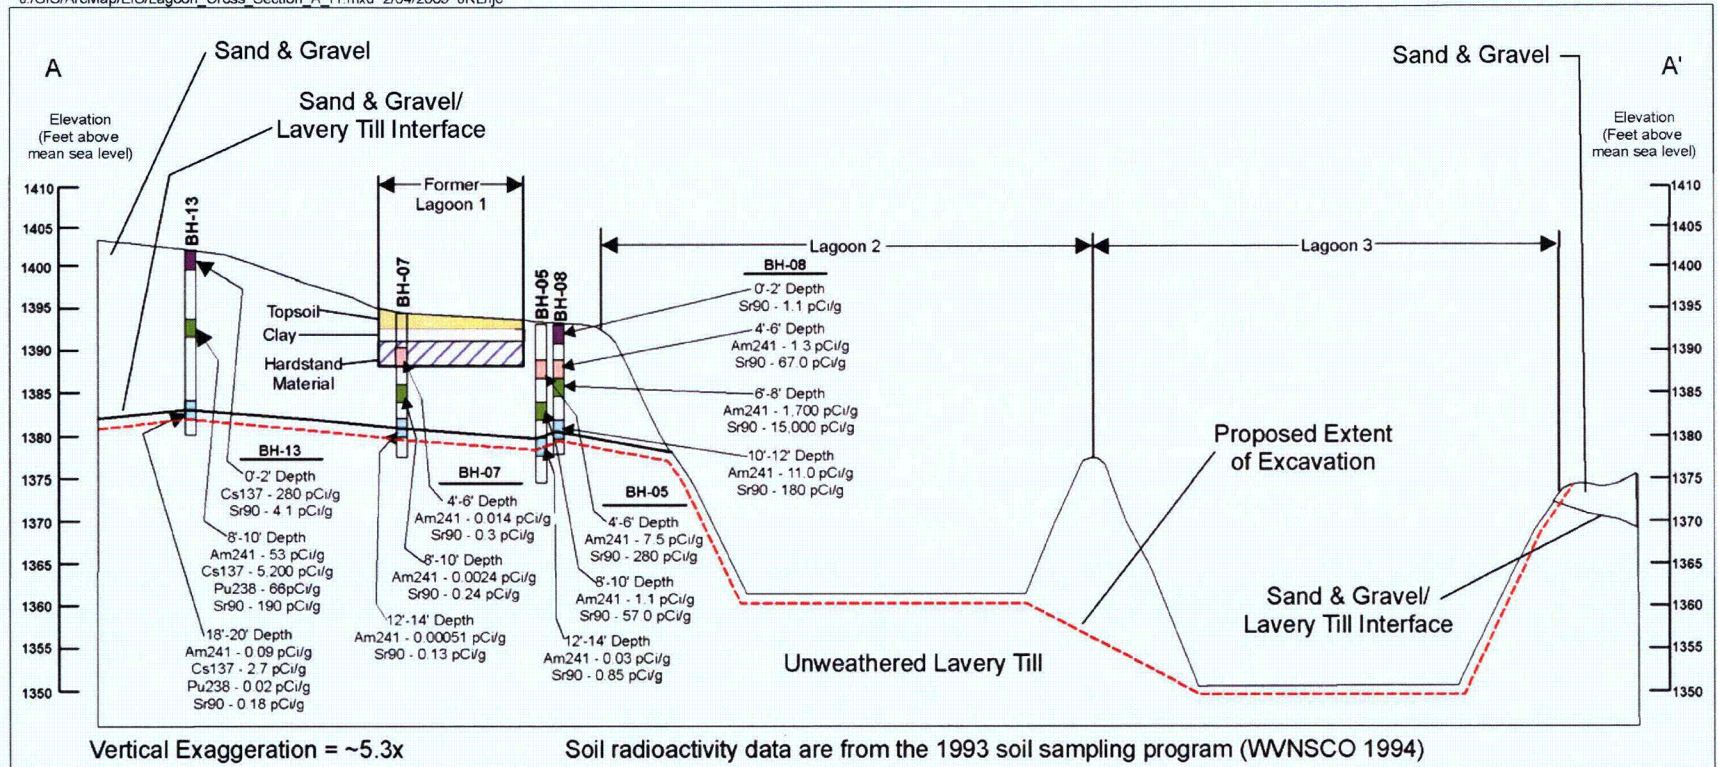 Sand & Gravel
Sand & Gravel
A
A'
Sand & Gravel/
Lavery Till Interface
Elevation
(Feet above
mean sea level)
Elevation
(Feet above
mean sea level)
1410
1405
1400
1395
1390
1385
1380
1375
1370
1365
1360
1355
1350
1410
1405
1400
1395
1390
1385
1380
1375
1370
1365
1360
1355
1350
BH-13
BH-07
BH-05
BH-08
Former
Lagoon 1
Lagoon 2
Lagoon 3
Topsoil
Clay
Hardstand
Material
BH-08
0'-2' Depth
Sr90 - 1.1 pCi/g
4'-6' Depth
Am241 - 1.3 pCi/g
Sr90 - 67.0 pCi/g
6'-8' Depth
Am241 - 1,700 pCi/g
Sr90 - 15,000 pCi/g
10'-12' Depth
Am241 - 11.0 pCi/g
Sr90 - 180 pCi/g
BH-13
0'-2' Depth
Cs137 - 280 pCi/g
Sr90 - 4.1 pCi/g
8'-10' Depth
Am241 - 53 pCi/g
Cs137 - 5,200 pCi/g
Pu238 - 66pCi/g
Sr90 - 190 pCi/g
18'-20' Depth
Am241 - 0.09 pCi/g
Cs137 - 2.7 pCi/g
Pu238 - 0.02 pCi/g
Sr90 - 0.18 pCi/g
BH-07
4'-6' Depth
Am241 - 0.014 pCi/g
Sr90 - 0.3 pCi/g
8'-10' Depth
Am241 - 0.0024 pCi/g
Sr90 - 0.24 pCi/g
12'-14' Depth
Am241 - 0.00051 pCi/g
Sr90 - 0.13 pCi/g
BH-05
4'-6' Depth
Am241 - 7.5 pCi/g
Sr90 - 280 pCi/g
8'-10' Depth
Am241 - 1.1 pCi/g
Sr90 - 57.0 pCi/g
12'-14' Depth
Am241 - 0.03 pCi/g
Sr90 - 0.85 pCi/g
Proposed Extent
of Excavation
Sand & Gravel/
Lavery Till Interface
Unweathered Lavery Till
Vertical Exaggeration = ~5.3x
Soil radioactivity data are from the 1993 soil sampling program (WVNSCO 1994)